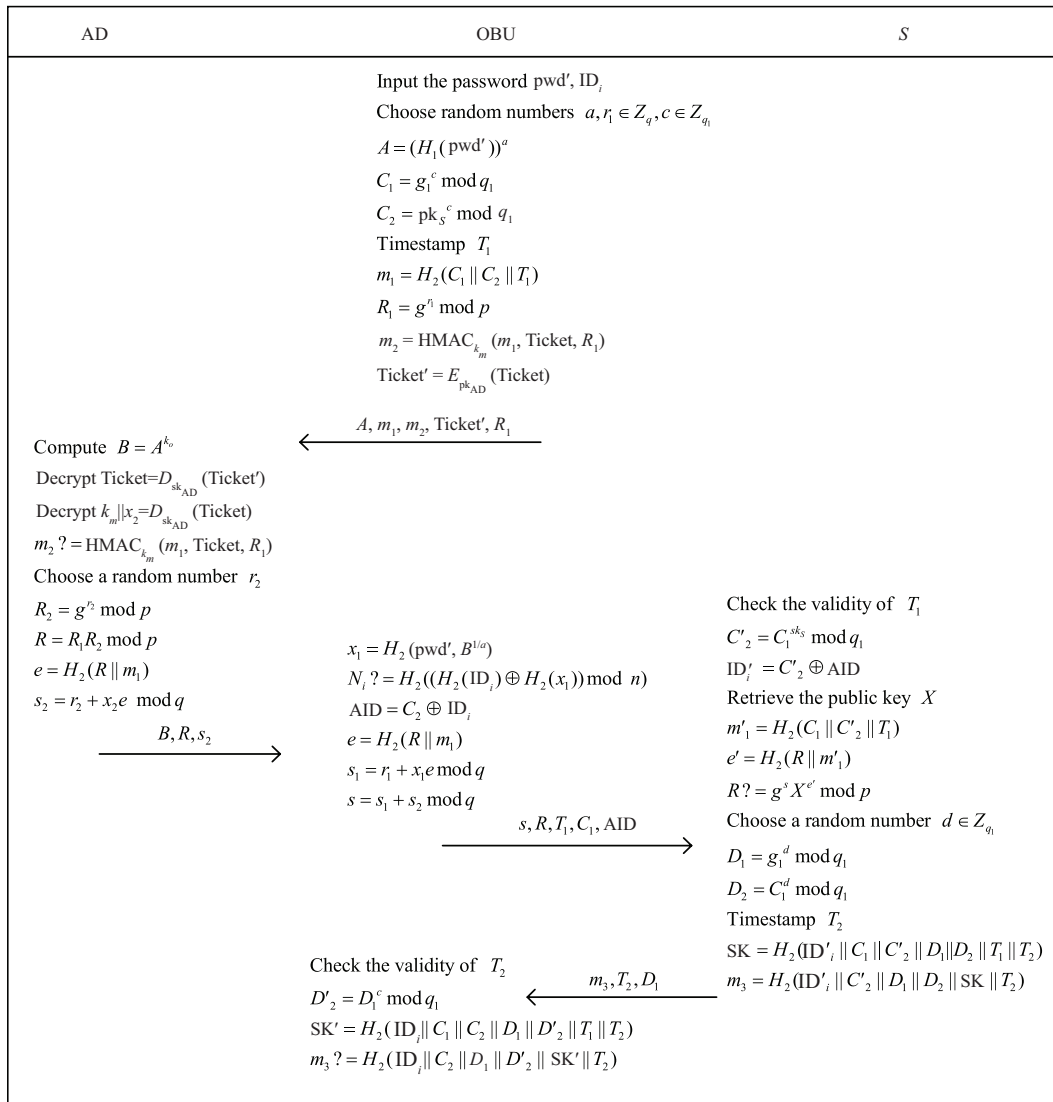 AD OBU S
Input the password pwd′, ID_i
Choose random numbers a, r_1 ∈ Z_q, c ∈ Z_{q_1}
A = (H_1(pwd′))^a
C_1 = g_1^c mod q_1
C_2 = pk_S^c mod q_1
Timestamp T_1
m_1 = H_2(C_1 || C_2 || T_1)
R_1 = g^{r_1} mod p
m_2 = HMAC_{k_m} (m_1, Ticket, R_1)
Ticket′ = E_{pk_{AD}} (Ticket)
A, m_1, m_2, Ticket′, R_1
Compute B = A^{k_o}
Decrypt Ticket=D_{sk_{AD}} (Ticket′)
Decrypt k_m||x_2=D_{sk_{AD}} (Ticket)
m_2 ? = HMAC_{k_m} (m_1, Ticket, R_1)
Choose a random number r_2
R_2 = g^{r_2} mod p
R = R_1R_2 mod p
e = H_2(R || m_1)
s_2 = r_2 + x_2e mod q
B, R, s_2
x_1 = H_2 (pwd′, B^{1/a})
N_i ? = H_2((H_2(ID_i) ⊕ H_2(x_1)) mod n)
AID = C_2 ⊕ ID_i
e = H_2(R || m_1)
s_1 = r_1 + x_1e mod q
s = s_1 + s_2 mod q
s, R, T_1, C_1, AID
Check the validity of T_1
C′_2 = C_1^{sk_S} mod q_1
ID_i′ = C′_2 ⊕ AID
Retrieve the public key X
m′_1 = H_2(C_1 || C′_2 || T_1)
e′ = H_2(R || m′_1)
R ? = g^s X^{e′} mod p
Choose a random number d ∈ Z_{q_1}
D_1 = g_1^d mod q_1
D_2 = C_1^d mod q_1
Timestamp T_2
SK = H_2(ID′_i || C_1 || C′_2 || D_1||D_2 || T_1 || T_2)
m_3 = H_2(ID′_i || C′_2 || D_1 || D_2 || SK || T_2)
m_3, T_2, D_1
Check the validity of T_2
D′_2 = D_1^c mod q_1
SK′ = H_2( ID_i|| C_1 || C_2 || D_1 || D′_2 || T_1 || T_2)
m_3 ? = H_2( ID_i|| C_2 || D_1 || D′_2 || SK′ || T_2)